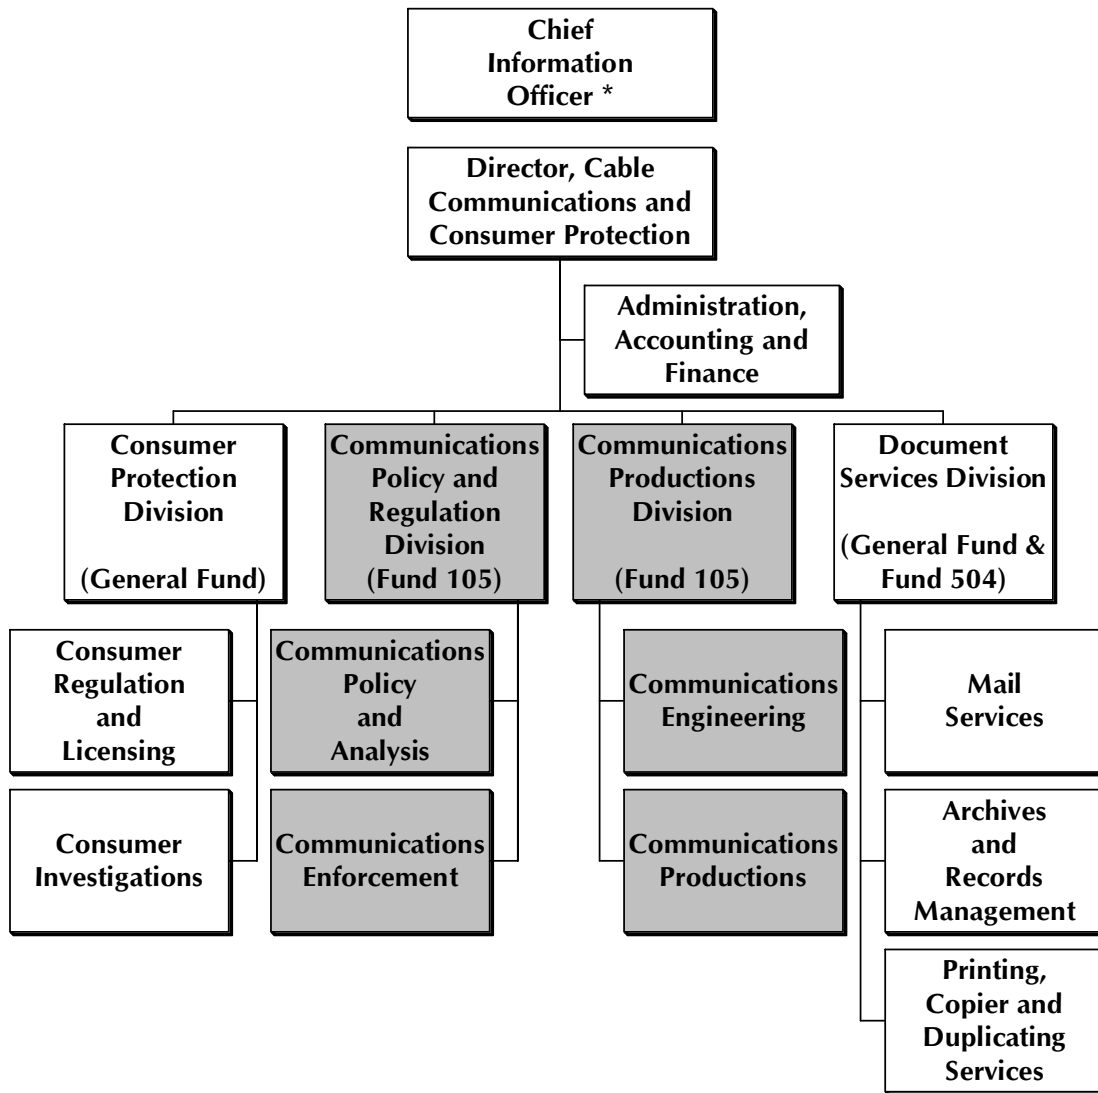 Chief
Information
Officer *
Director, Cable
Communications and
Consumer Protection
Administration,
Accounting and
Finance
Consumer
Protection
Division
(General Fund)
Communications
Policy and
Regulation
Division
(Fund 105)
Communications
Productions
Division
(Fund 105)
Document
Services Division
(General Fund &
Fund 504)
Consumer
Regulation
and
Licensing
Communications
Policy
and
Analysis
Communications
Engineering
Mail
Services
Consumer
Investigations
Communications
Enforcement
Communications
Productions
Archives
and
Records
Management
Printing,
Copier and
Duplicating
Services